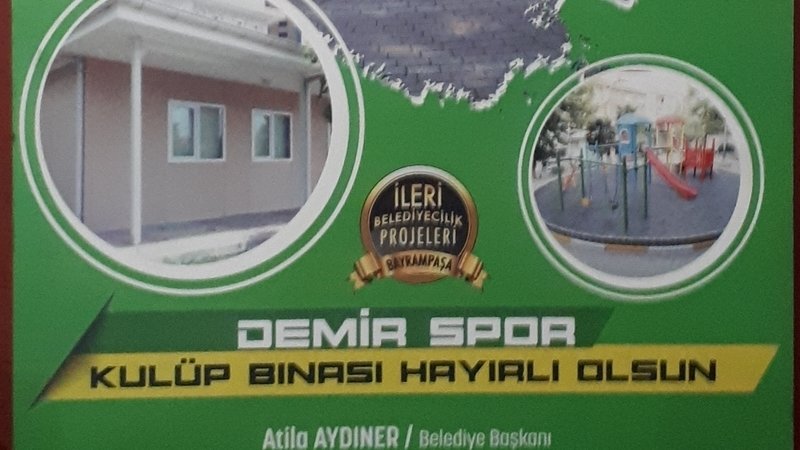 İLERİ
BELEDİYECİLİK
PROJELERİ
BAYRAMPAŞA
DEMİR SPOR
KULÜP BINASI HAYIRLI OLSUN
Atila AYDINER / Belediye Başkanı